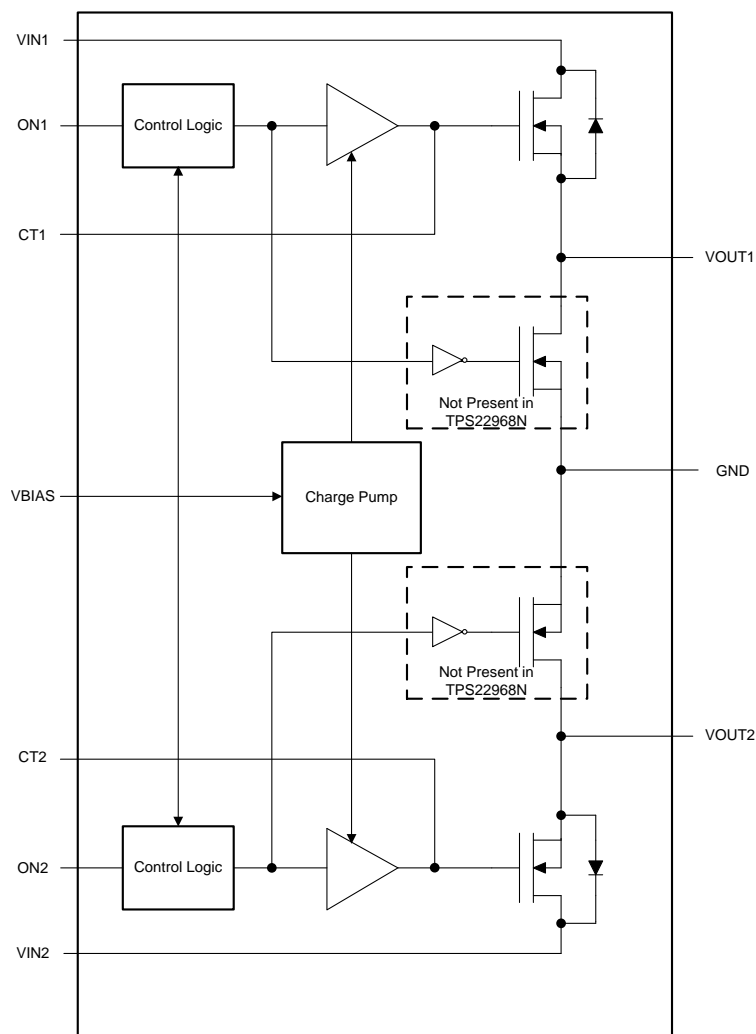 VIN1
ON1
Control Logic
CT1
VOUT1
Not Present in
TPS22968N
GND
VBIAS
Charge Pump
Not Present in
TPS22968N
VOUT2
CT2
ON2
Control Logic
VIN2